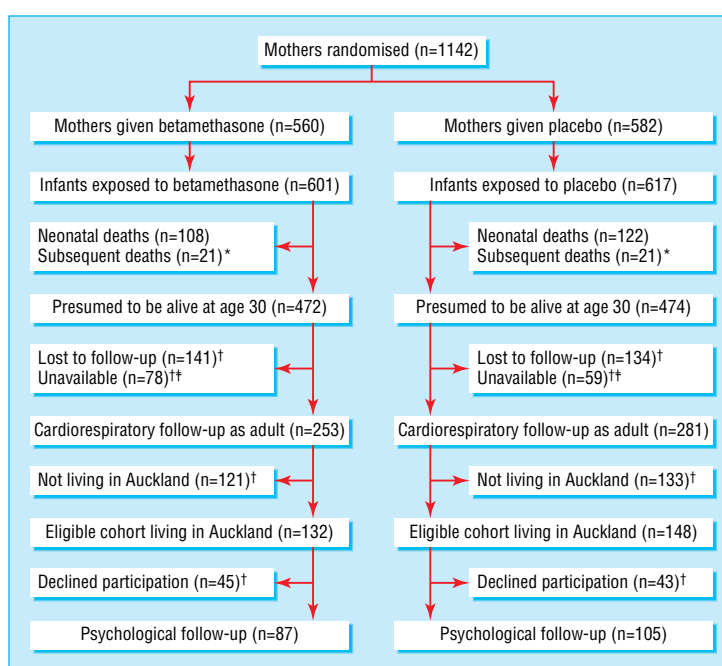 Mothers randomised (n=1142)
Mothers given betamethasone (n=560)
Mothers given placebo (n=582)
Infants exposed to betamethasone (n=601)
Infants exposed to placebo (n=617)
Neonatal deaths (n=108)
Subsequent deaths (n=21)*
Neonatal deaths (n=122)
Subsequent deaths (n=21)*
Presumed to be alive at age 30 (n=472)
Presumed to be alive at age 30 (n=474)
Lost to follow-up (n=141)†
Unavailable (n=78)†‡
Lost to follow-up (n=134)†
Unavailable (n=59)†‡
Cardiorespiratory follow-up as adult (n=253)
Cardiorespiratory follow-up as adult (n=281)
Not living in Auckland (n=121)†
Not living in Auckland (n=133)†
Eligible cohort living in Auckland (n=132)
Eligible cohort living in Auckland (n=148)
Declined participation (n=45)†
Declined participation (n=43)†
Psychological follow-up (n=87)
Psychological follow-up (n=105)